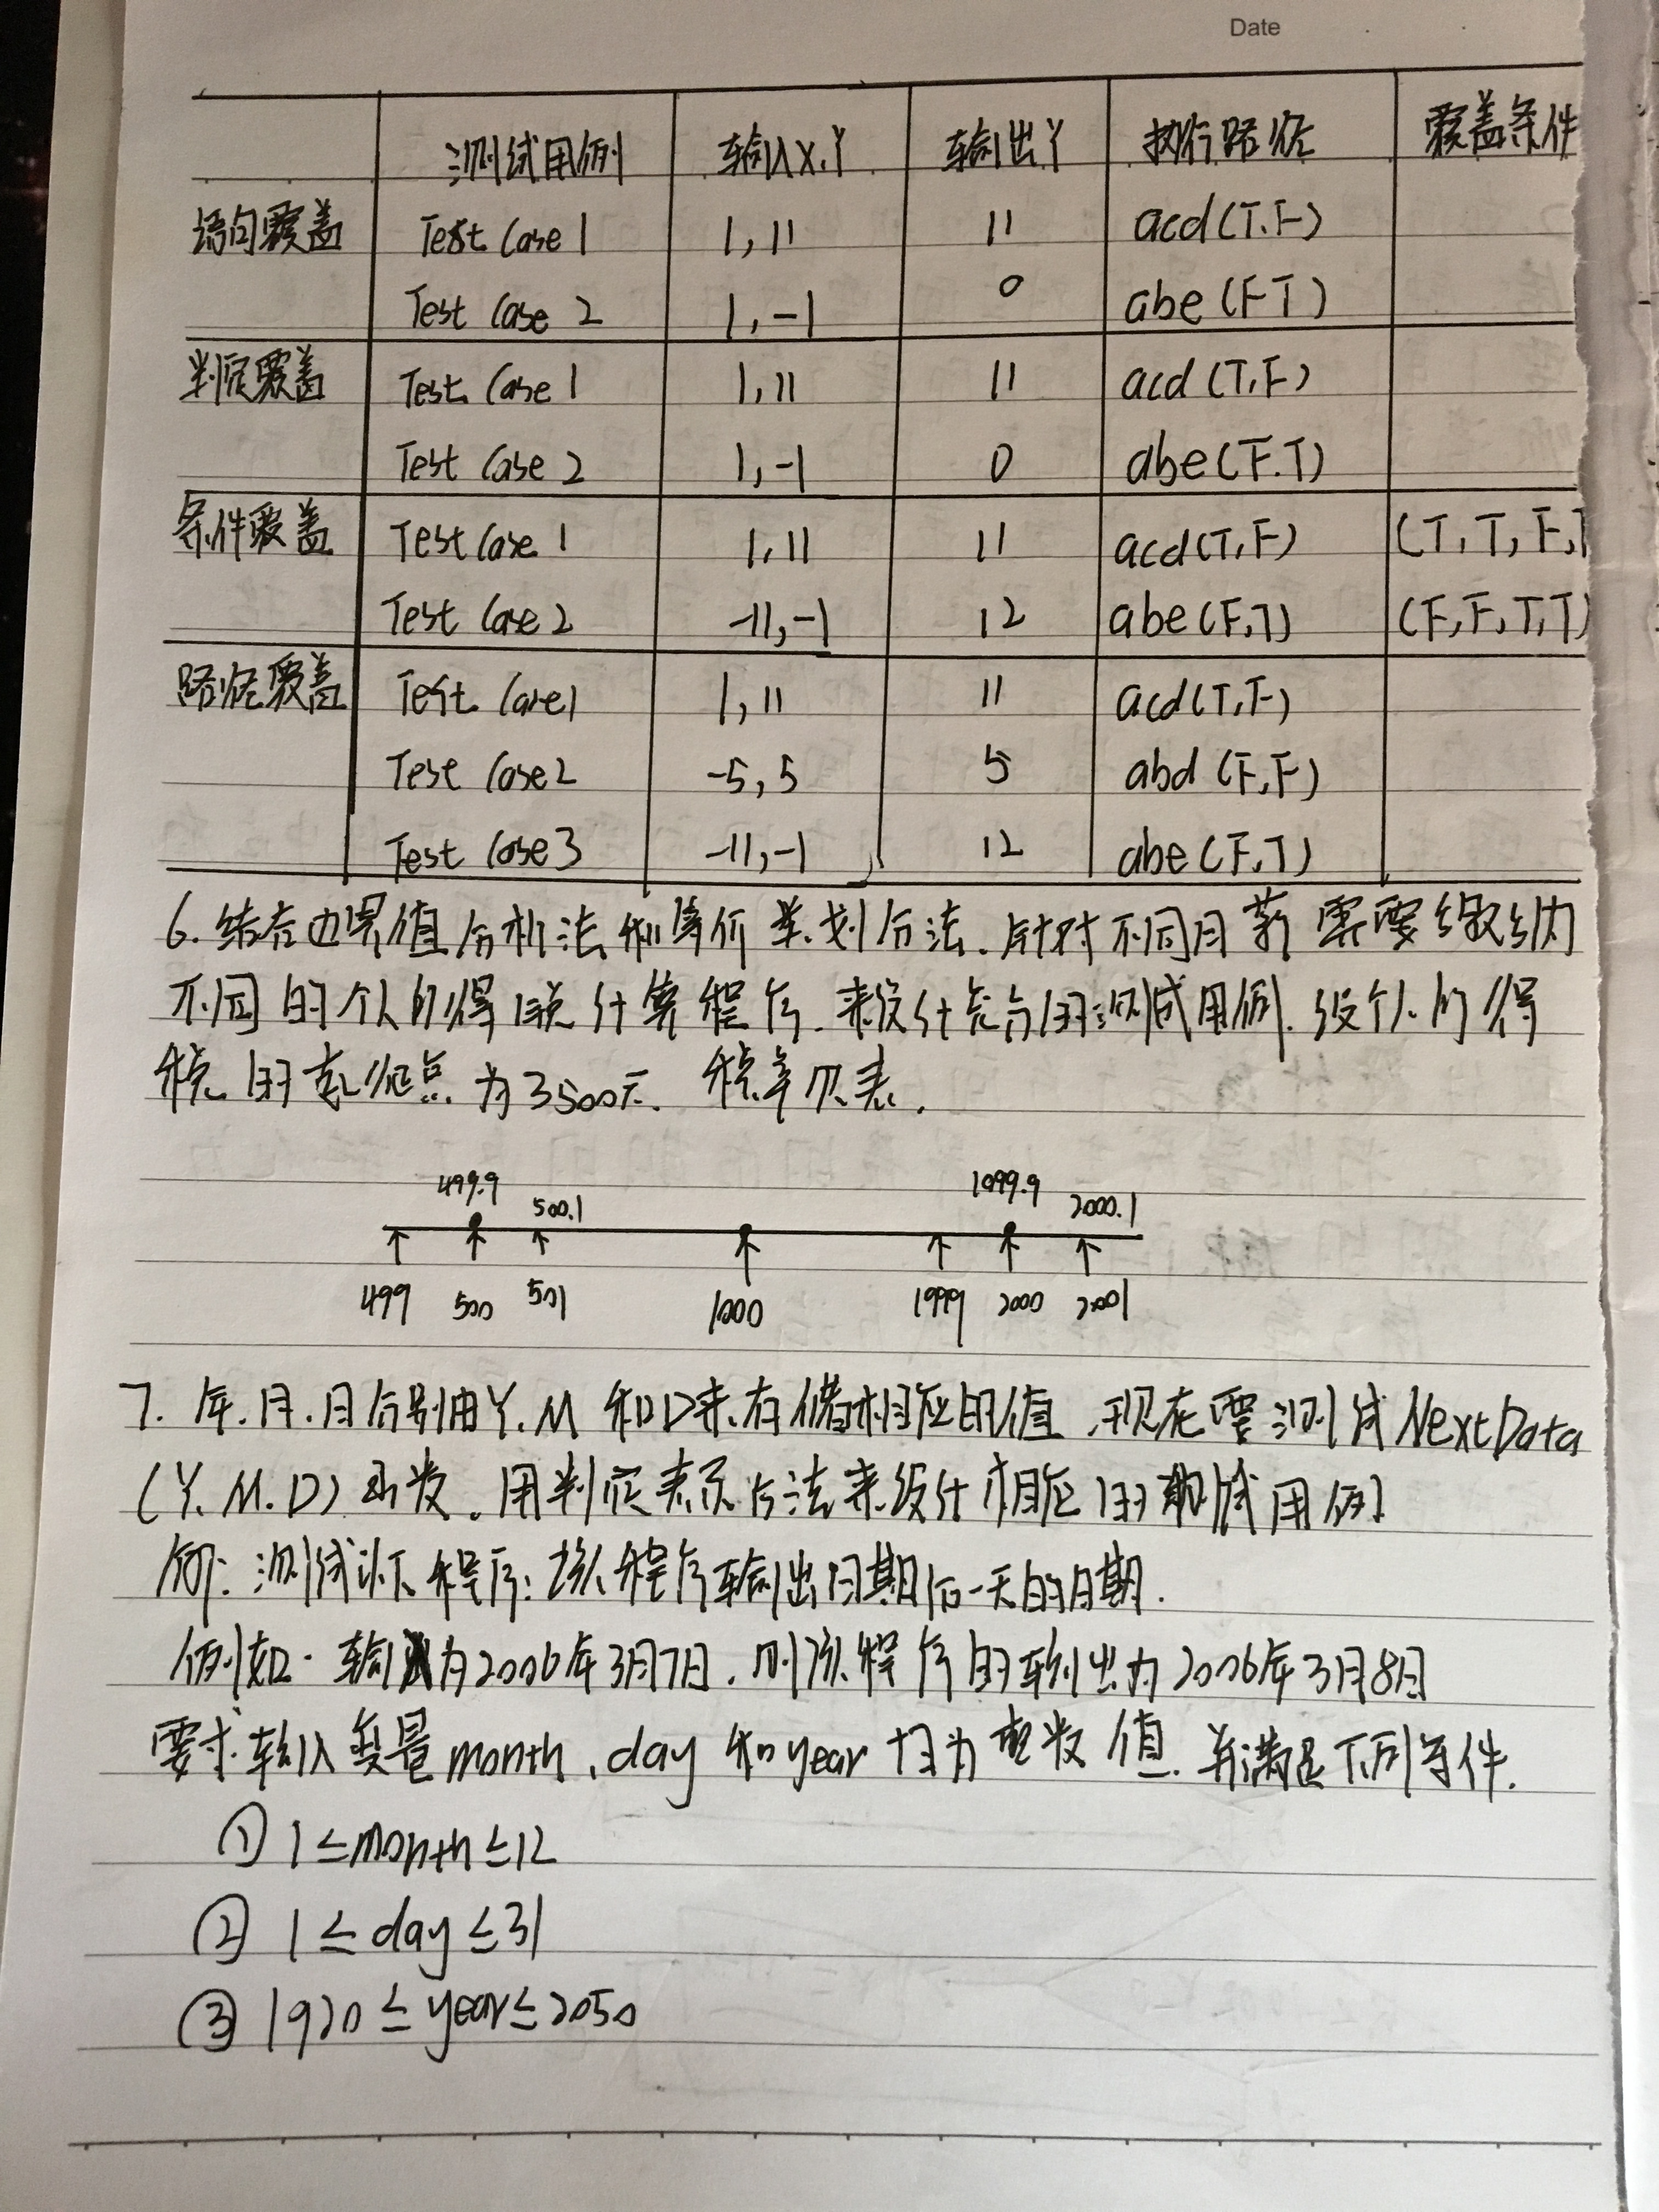 Date
测试用例 输入X.Y 输出Y 执行路径 覆盖条件
语句覆盖 Test Case 1 1, 11 11 acd (T.F)
Test Case 2 1, -1 0 abe (F T)
判定覆盖 Test Case 1 1, 11 11 acd (T, F)
Test Case 2 1, -1 0 abe (F.T)
条件覆盖 Test Case 1 1, 11 11 acd (T, F) (T, T, F,
Test Case 2 -11, -1 12 abe (F, T) (F, F, T, T)
路径覆盖 Test Case 1 1, 11 11 acd (T, F)
Test Case 2 -5, 5 5 abd (F, F)
Test Case 3 -11, -1 12 abe (F, T)
6. 结合边界值分析法和等价类划分法. 针对不同月薪需要缴纳
不同的个人所得税计算程序. 来设计充分的测试用例. 设个人所得
税的起征点为3500元. 税率见表.
499.9 500.1 1099.9 2000.1
499 500 501 1000 1999 2000 2001
7. 年.月.日分别由Y.M和D来存储相应的值, 现在要测试NextData
(Y.M.D)函数. 用判定表示方法来设计相应的测试用例
例: 测试以下程序: 该程序输出日期后一天的日期.
例如. 输入为2006年3月7日. 则该程序的输出为2006年3月8日
要求输入变量month, day和year均为整数值. 并满足下列条件.
① 1≤month≤12
② 1≤day≤31
③ 1920≤year≤2050